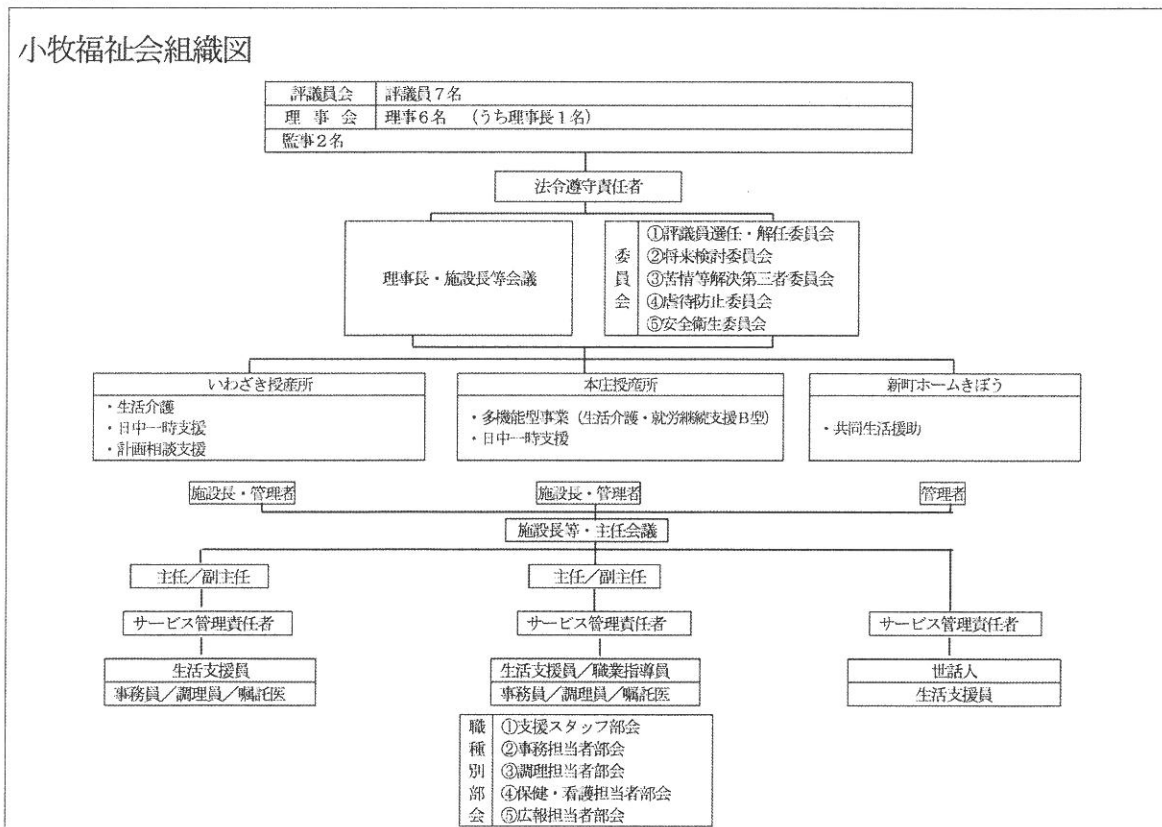 小牧福祉会組織図
評議員会 評議員7名
理事会 理事6名 (うち理事長1名)
監事2名
法令遵守責任者
理事長・施設長等会議
委員会
①評議員選任・解任委員会
②将来検討委員会
③苦情等解決第三者委員会
④虐待防止委員会
⑤安全衛生委員会
いわざき授産所
・生活介護
・日中一時支援
・計画相談支援
本庄授産所
・多機能型事業(生活介護・就労継続支援B型)
・日中一時支援
新町ホームきぼう
・共同生活援助
施設長・管理者
施設長・管理者
管理者
施設長等・主任会議
主任/副主任
主任/副主任
サービス管理責任者
サービス管理責任者
サービス管理責任者
生活支援員
事務員/調理員/嘱託医
生活支援員/職業指導員
事務員/調理員/嘱託医
世話人
生活支援員
職種別部会
①支援スタッフ部会
②事務担当者部会
③調理担当者部会
④保健・看護担当者部会
⑤広報担当者部会